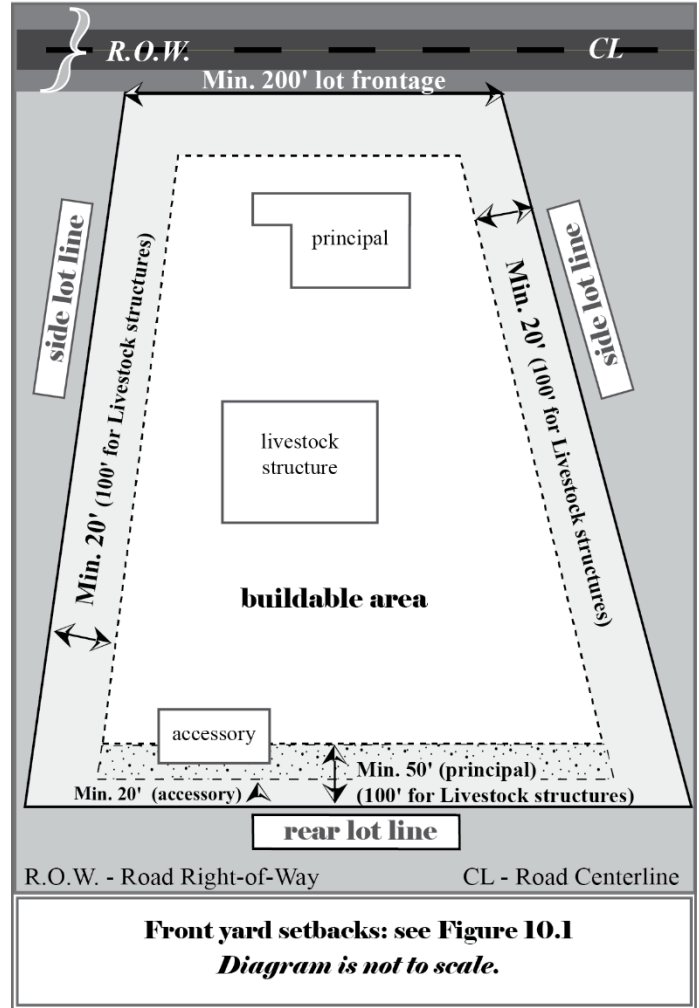 R.O.W.
CL
Min. 200' lot frontage
principal
side lot line
side lot line
Min. 20' (100' for Livestock structures)
Min. 20' (100' for Livestock structures)
livestock
structure
buildable area
accessory
Min. 50' (principal)
Min. 20' (accessory)
(100' for Livestock structures)
rear lot line
R.O.W. - Road Right-of-Way
CL - Road Centerline
Front yard setbacks: see Figure 10.1
Diagram is not to scale.